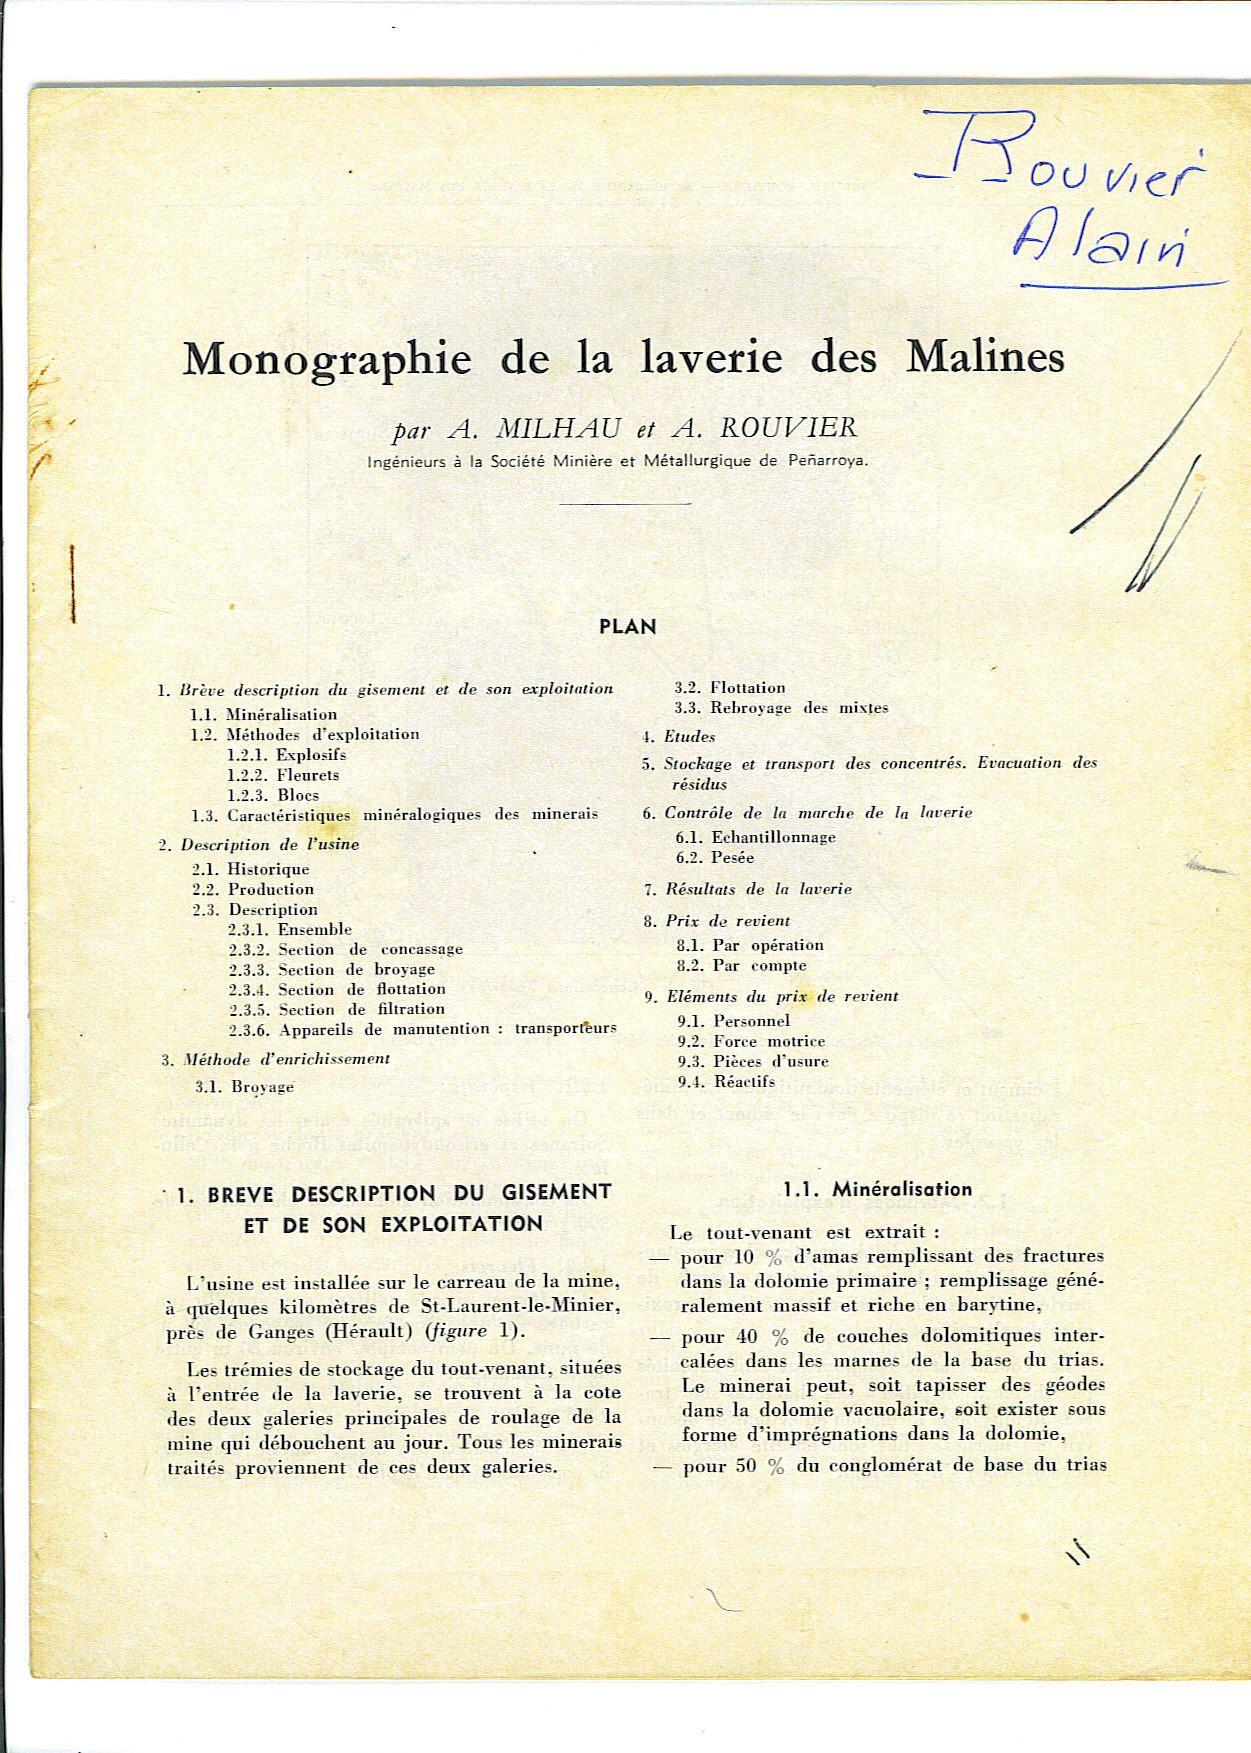 Rouvier
Alain
Monographie de la laverie des Malines
par A. MILHAU et A. ROUVIER
Ingénieurs à la Société Minière et Métallurgique de Peñarroya.
PLAN
1. Brève description du gisement et de son exploitation
1.1. Minéralisation
1.2. Méthodes d'exploitation
1.2.1. Explosifs
1.2.2. Fleurets
1.2.3. Blocs
1.3. Caractéristiques minéralogiques des minerais
2. Description de l'usine
2.1. Historique
2.2. Production
2.3. Description
2.3.1. Ensemble
2.3.2. Section de concassage
2.3.3. Section de broyage
2.3.4. Section de flottation
2.3.5. Section de filtration
2.3.6. Appareils de manutention : transporteurs
3. Méthode d'enrichissement
3.1. Broyage
3.2. Flottation
3.3. Rebroyage des mixtes
4. Etudes
5. Stockage et transport des concentrés. Evacuation des
résidus
6. Contrôle de la marche de la laverie
6.1. Echantillonnage
6.2. Pesée
7. Résultats de la laverie
8. Prix de revient
8.1. Par opération
8.2. Par compte
9. Eléments du prix de revient
9.1. Personnel
9.2. Force motrice
9.3. Pièces d'usure
9.4. Réactifs
1. BREVE DESCRIPTION DU GISEMENT
ET DE SON EXPLOITATION
L'usine est installée sur le carreau de la mine,
à quelques kilomètres de St-Laurent-le-Minier,
près de Ganges (Hérault) (figure 1).
Les trémies de stockage du tout-venant, situées
à l'entrée de la laverie, se trouvent à la cote
des deux galeries principales de roulage de la
mine qui débouchent au jour. Tous les minerais
traités proviennent de ces deux galeries.
1.1. Minéralisation
Le tout-venant est extrait :
— pour 10 % d'amas remplissant des fractures
dans la dolomie primaire ; remplissage géné-
ralement massif et riche en barytine,
— pour 40 % de couches dolomitiques inter-
calées dans les marnes de la base du trias.
Le minerai peut, soit tapisser des géodes
dans la dolomie vacuolaire, soit exister sous
forme d'imprégnations dans la dolomie,
— pour 50 % du conglomérat de base du trias